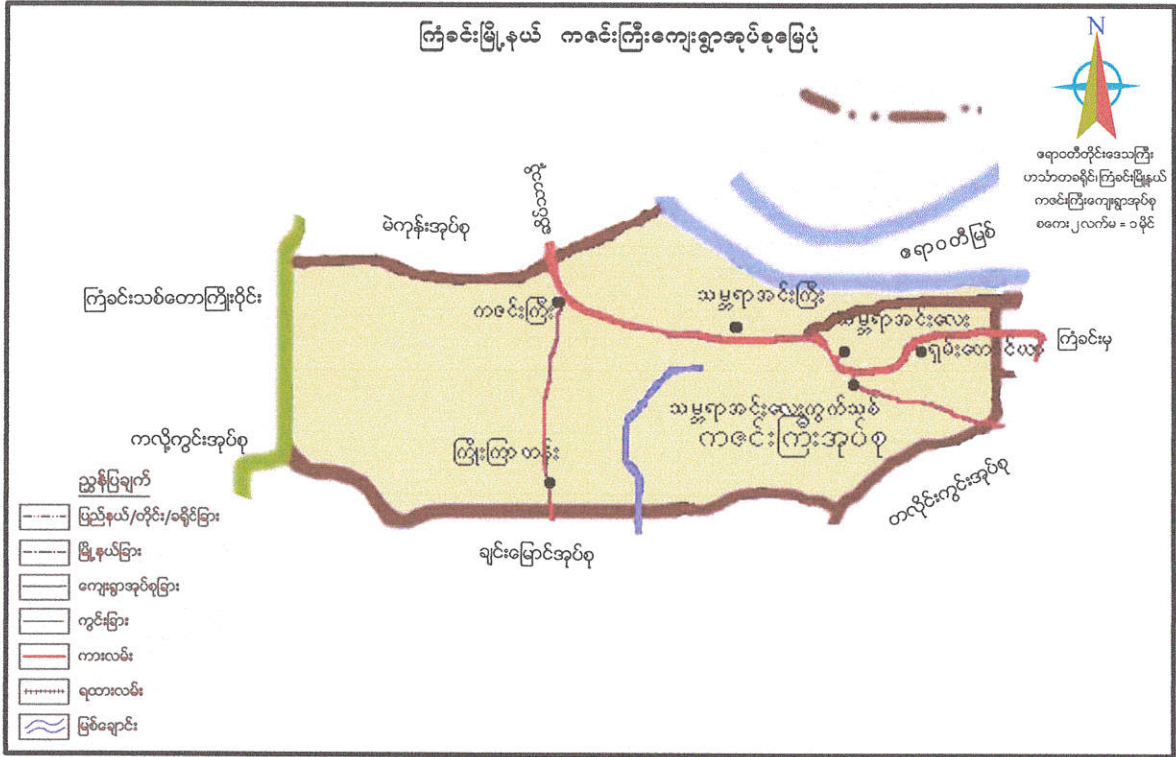 ကြံခင်းမြို့နယ် ကဇင်းကြီးကျေးရွာအုပ်စုမြေပုံ
N
ဧရာဝတီတိုင်းဒေသကြီး
ဟင်္သာတခရိုင်၊ကြံခင်းမြို့နယ်
ကဇင်းကြီးကျေးရွာအုပ်စု
စကေး၂လက်မ = ၁မိုင်
မဲကုန်းအုပ်စု
ဧရာဝတီမြစ်
ကြံခင်းသစ်တောကြိုးဝိုင်း
ကဇင်းကြီး
သမ္ဘရာအင်းကြီး
သမ္ဘရာအင်းလေး
ကြံခင်းမှ
သမ္ဘရာအင်းလေးကွက်သစ်
ကဇင်းကြီးအုပ်စု
ကလို့ကွင်းအုပ်စု
ကြိုးကြာတန်း
တလိုင်းကွင်းအုပ်စု
ချင်းမြောင်အုပ်စု
ညွှန်ပြချက်
ပြည်နယ်/တိုင်း/ခရိုင်ခြား
မြို့နယ်ခြား
ကျေးရွာအုပ်စုခြား
ကွင်းခြား
ကားလမ်း
ရထားလမ်း
မြစ်ချောင်း